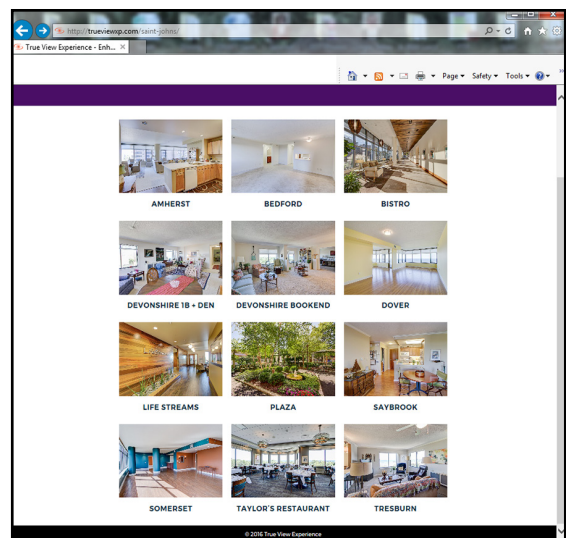 http://trueviewxp.com/saint-johns/
True View Experience - Enh...
Page Safety Tools
AMHERST BEDFORD BISTRO
DEVONSHIRE 1B + DEN DEVONSHIRE BOOKEND DOVER
LIFE STREAMS PLAZA SAYBROOK
SOMERSET TAYLOR'S RESTAURANT TRESBURN
© 2016 True View Experience